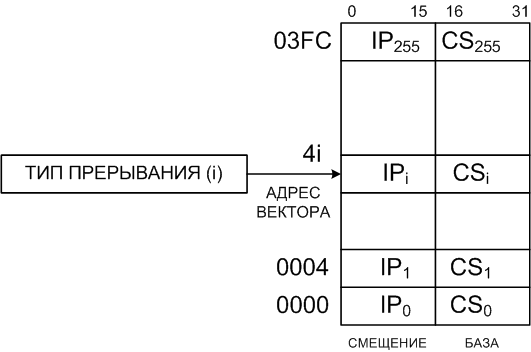 0 15 16 31
03FC IP255 CS255
4i
ТИП ПРЕРЫВАНИЯ (i) IPi CSi
АДРЕС
ВЕКТОРА
0004 IP1 CS1
0000 IP0 CS0
СМЕЩЕНИЕ БАЗА